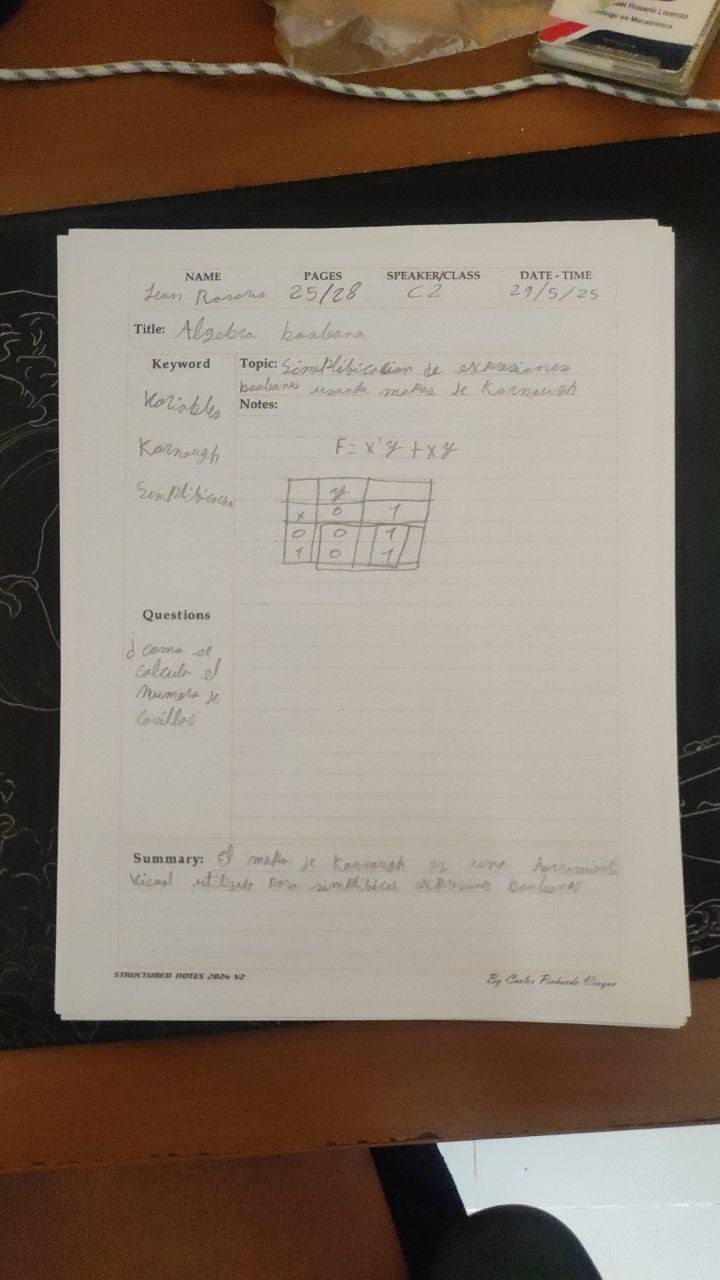 ael Rosario Lorenzo
ólogo en Mecatrónica
NAME PAGES SPEAKER/CLASS DATE - TIME
Jean Rosario 25/28 C2 29/5/25
Title: Algebra booleana
Keyword
Variables
Karnaugh
Simplificacion
Topic: Simplificacion de expresiones
booleanas usando mapas de Karnaugh
Notes:
F= x'y + xy
y
x 0 1
0 0 1
1 0 1
Questions
¿como se
calcula el
numero de
casillas
Summary: El mapa de Karnaugh es una herramienta
visual utilizada para simplificar expresiones booleanas
STRUCTURED NOTES 2024 V2
By Carlos Pichardo Vinque